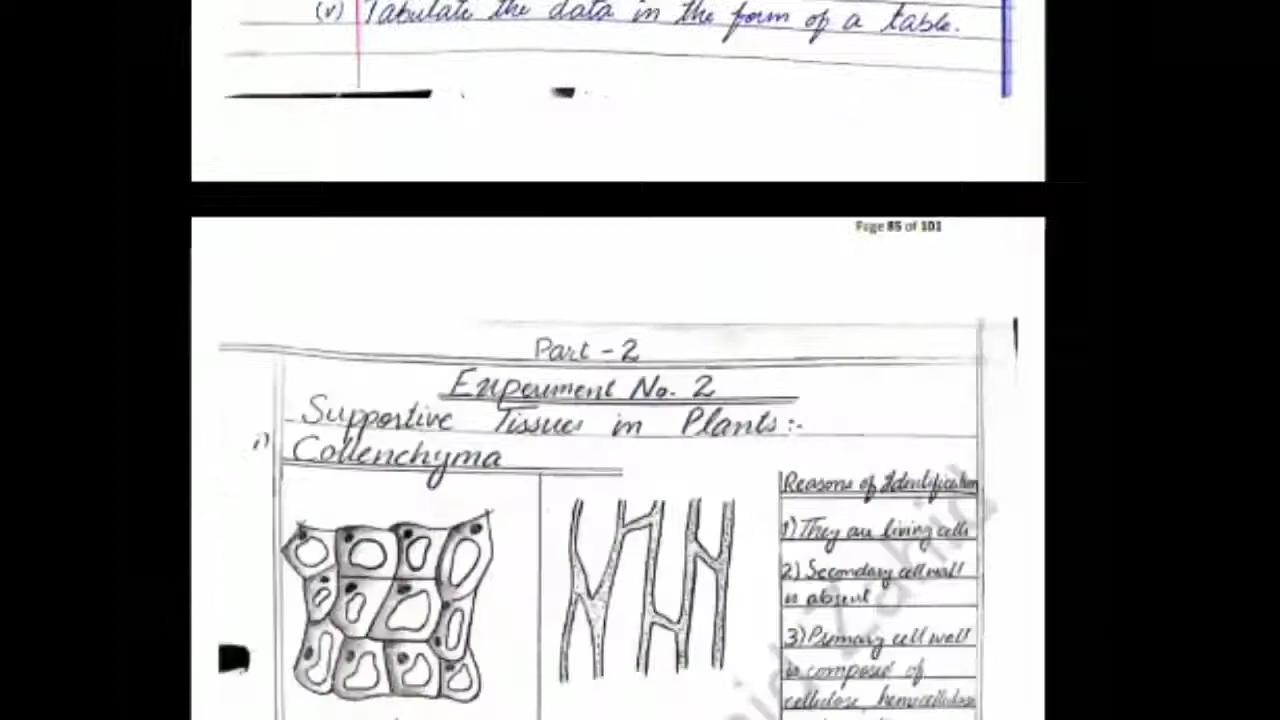 (v) Tabulate the data in the form of a table.
Page 85 of 101
Part - 2
Experiment No. 2
Supportive Tissues in Plants:-
i) Collenchyma
Reasons of Identification
1) They are living cells
2) Secondary cell wall
is absent
3) Primary cell wall
is composed of
cellulose, hemicellulose